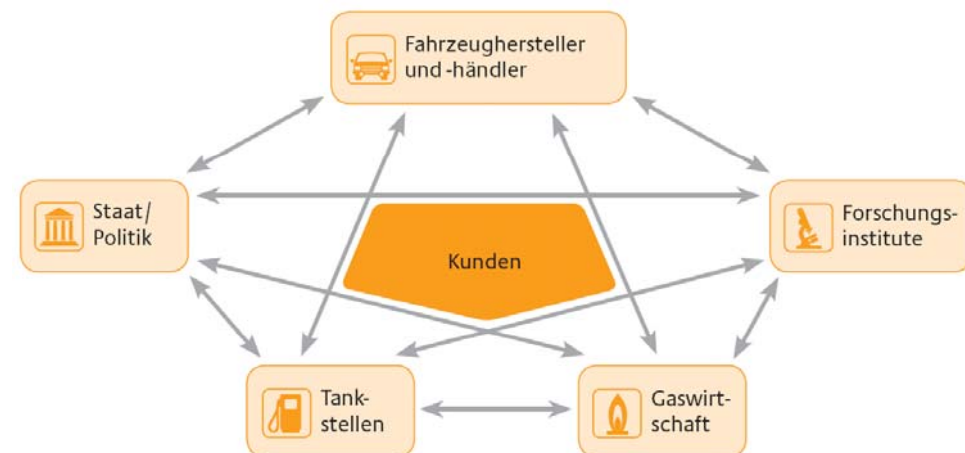 Fahrzeughersteller
und -händler
Staat/
Politik
Forschungs-
institute
Kunden
Tank-
stellen
Gaswirt-
schaft